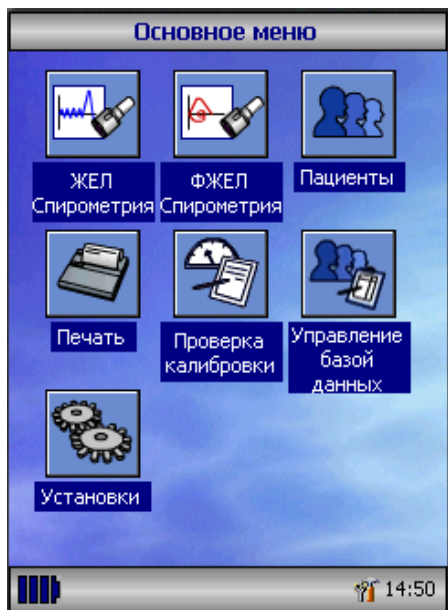 Основное меню
ЖЕЛ
Спирометрия
ФЖЕЛ
Спирометрия
Пациенты
Печать
Проверка
калибровки
Управление
базой
данных
Установки
14:50